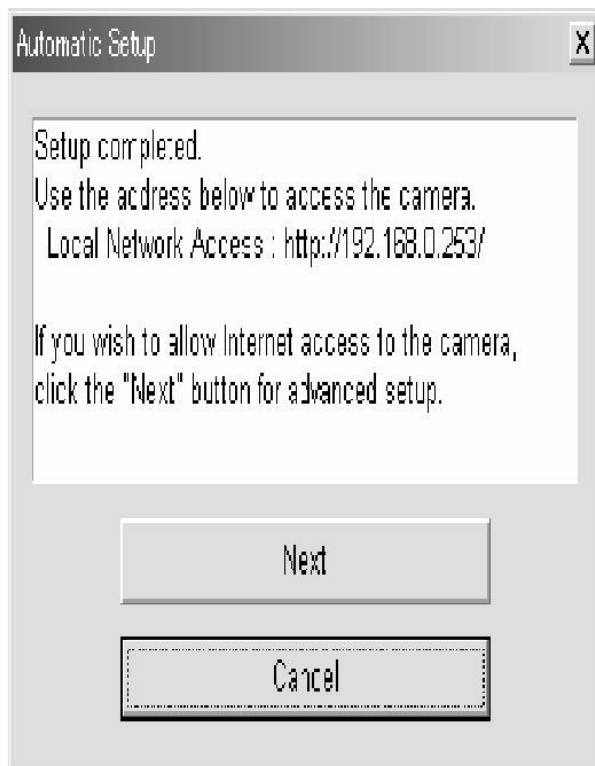 Automatic Setup
X
Setup completed.
Use the address below to access the camera.
Local Network Access : http://192.168.0.253/
If you wish to allow Internet access to the camera,
click the "Next" button for advanced setup.
Next
Cancel